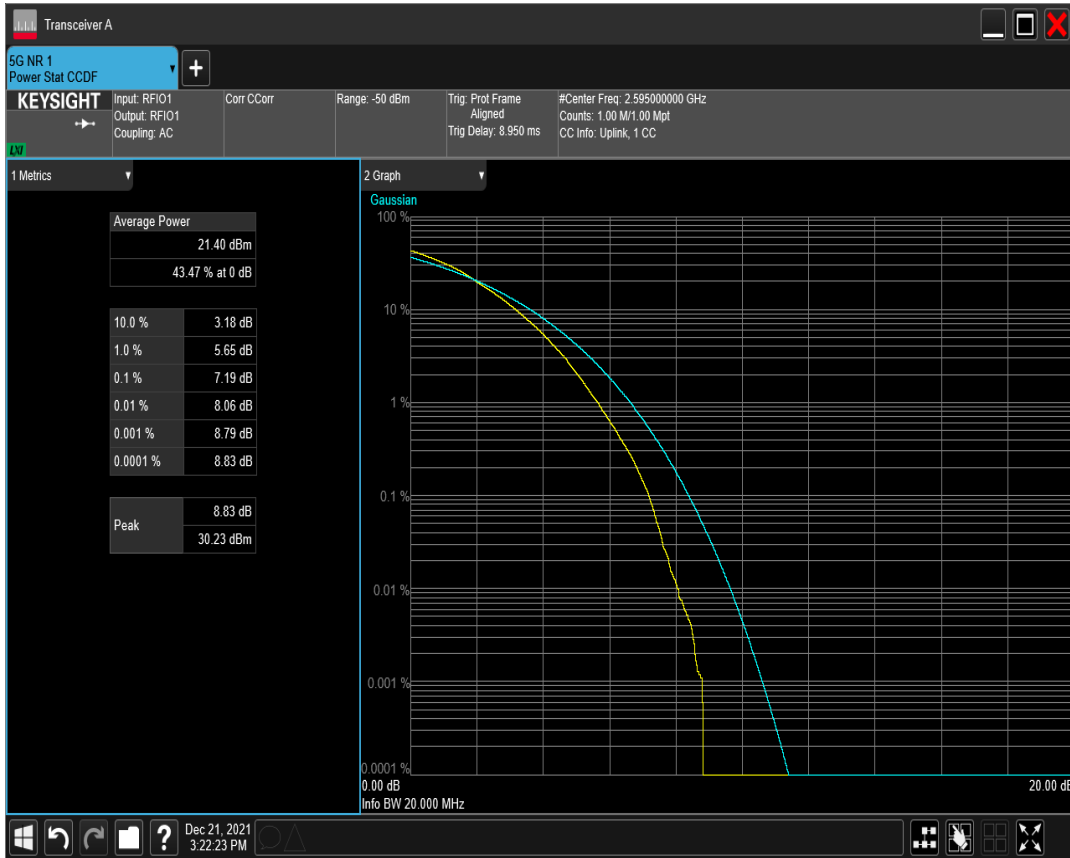 Transceiver A
5G NR 1
Power Stat CCDF
+
KEYSIGHT
LXI
Input: RFIO1
Output: RFIO1
Coupling: AC
Corr CCorr
Range: -50 dBm
Trig: Prot Frame
Aligned
Trig Delay: 8.950 ms
#Center Freq: 2.595000000 GHz
Counts: 1.00 M/1.00 Mpt
CC Info: Uplink, 1 CC
1 Metrics
Average Power
21.40 dBm
43.47 % at 0 dB
10.0 % 3.18 dB
1.0 % 5.65 dB
0.1 % 7.19 dB
0.01 % 8.06 dB
0.001 % 8.79 dB
0.0001 % 8.83 dB
Peak 8.83 dB
30.23 dBm
2 Graph
Gaussian
100 %
10 %
1 %
0.1 %
0.01 %
0.001 %
0.0001 %
0.00 dB 20.00 dB
Info BW 20.000 MHz
? Dec 21, 2021
3:22:23 PM